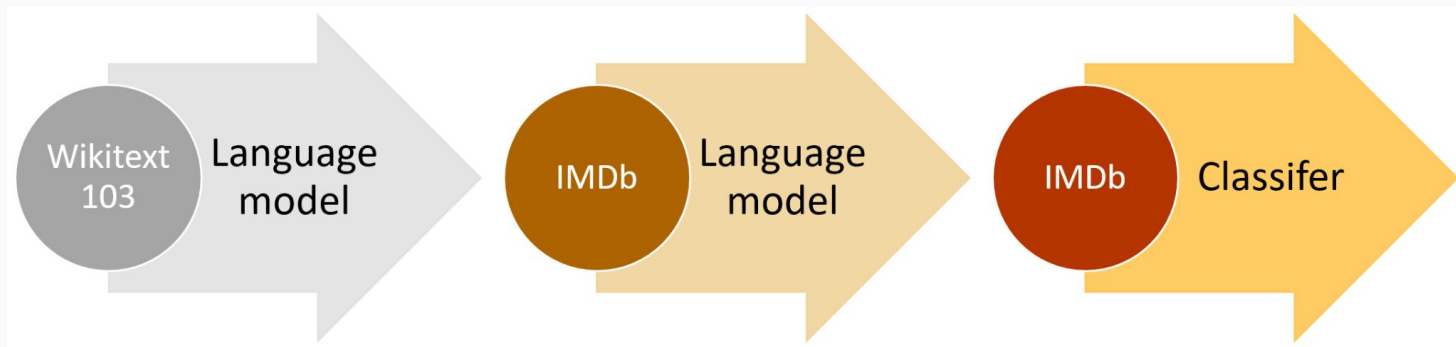 Wikitext
103
Language
model
IMDb
Language
model
IMDb
Classifer